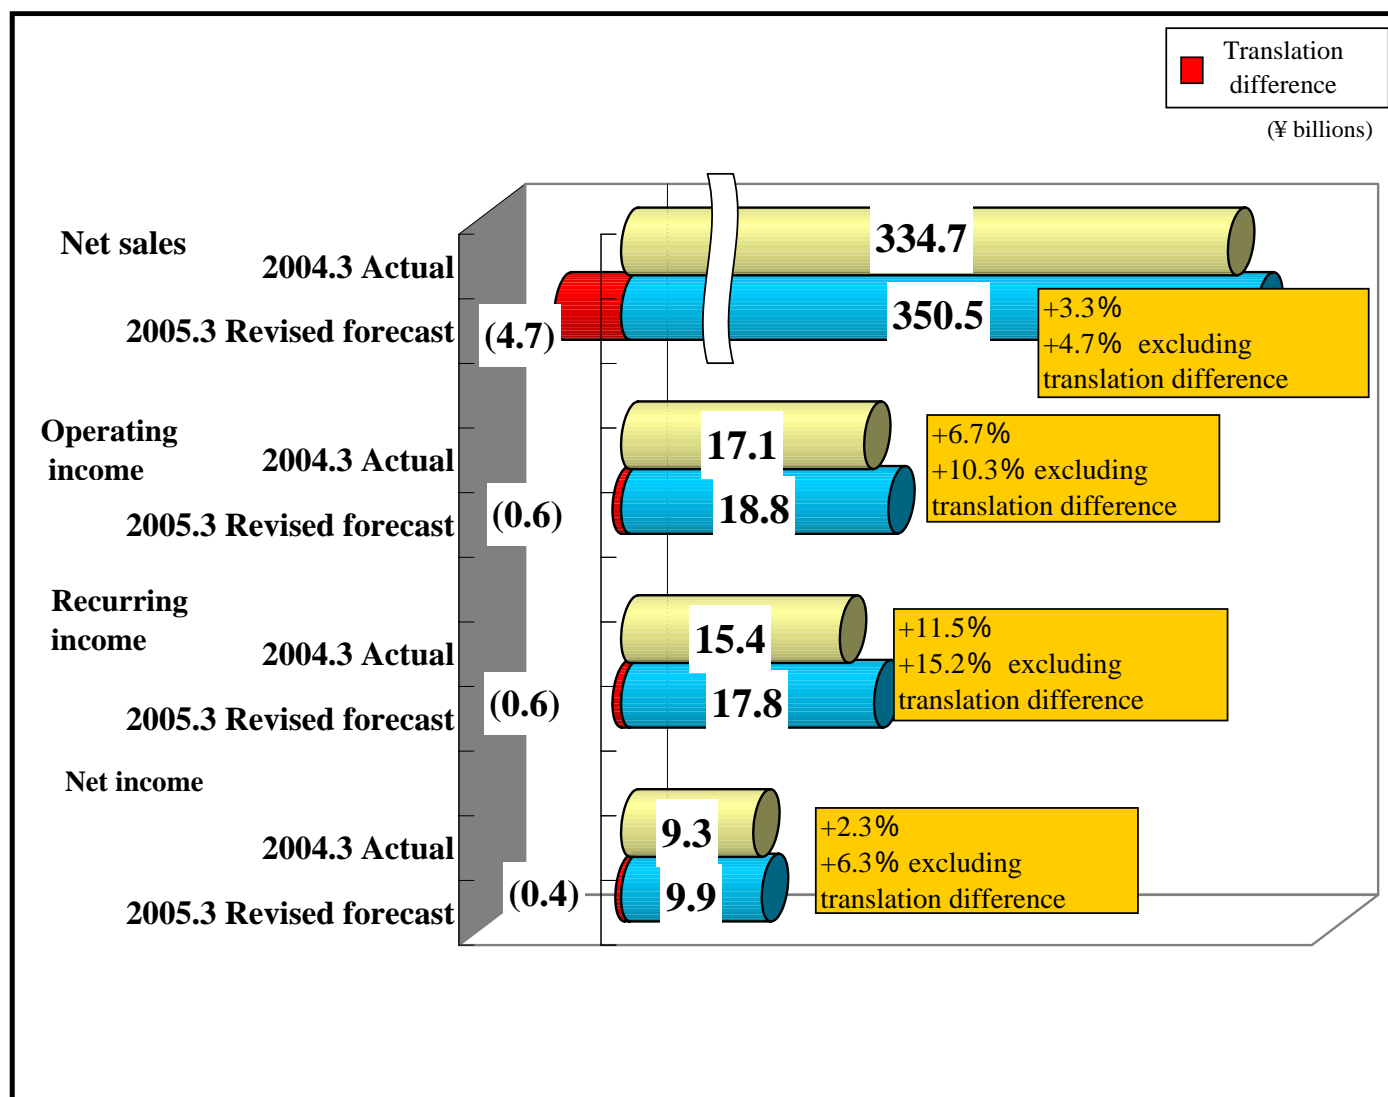 Translation
difference
(¥ billions)
Net sales
2004.3 Actual
334.7
2005.3 Revised forecast
(4.7)
350.5
+3.3%
+4.7% excluding
translation difference
Operating
income
2004.3 Actual
17.1
2005.3 Revised forecast
(0.6)
18.8
+6.7%
+10.3% excluding
translation difference
Recurring
income
2004.3 Actual
15.4
2005.3 Revised forecast
(0.6)
17.8
+11.5%
+15.2% excluding
translation difference
Net income
2004.3 Actual
9.3
2005.3 Revised forecast
(0.4)
9.9
+2.3%
+6.3% excluding
translation difference